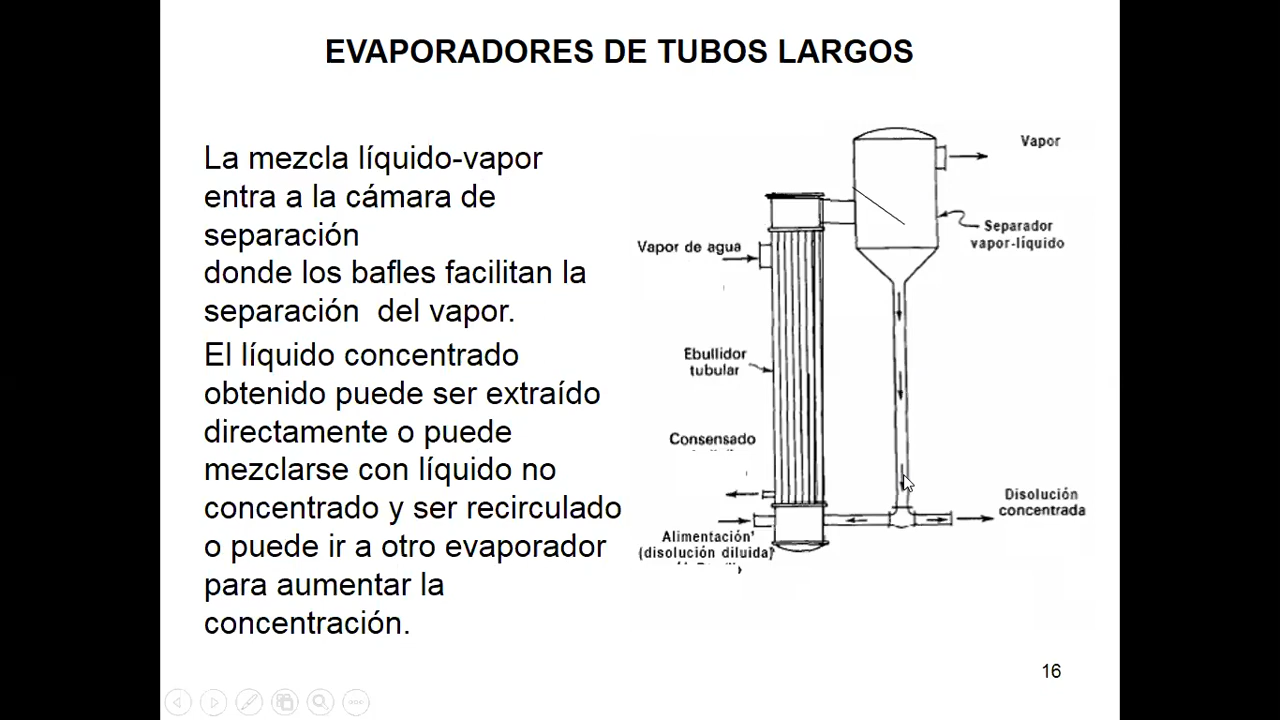 EVAPORADORES DE TUBOS LARGOS
La mezcla líquido-vapor
entra a la cámara de
separación
donde los bafles facilitan la
separación  del vapor.
El líquido concentrado
obtenido puede ser extraído
directamente o puede
mezclarse con líquido no
concentrado y ser recirculado
o puede ir a otro evaporador
para aumentar la
concentración.
Vapor
Separador
vapor-líquido
Vapor de agua
Ebullidor
tubular
Consensado
Disolución
concentrada
Alimentación'
(disolución diluida)
16